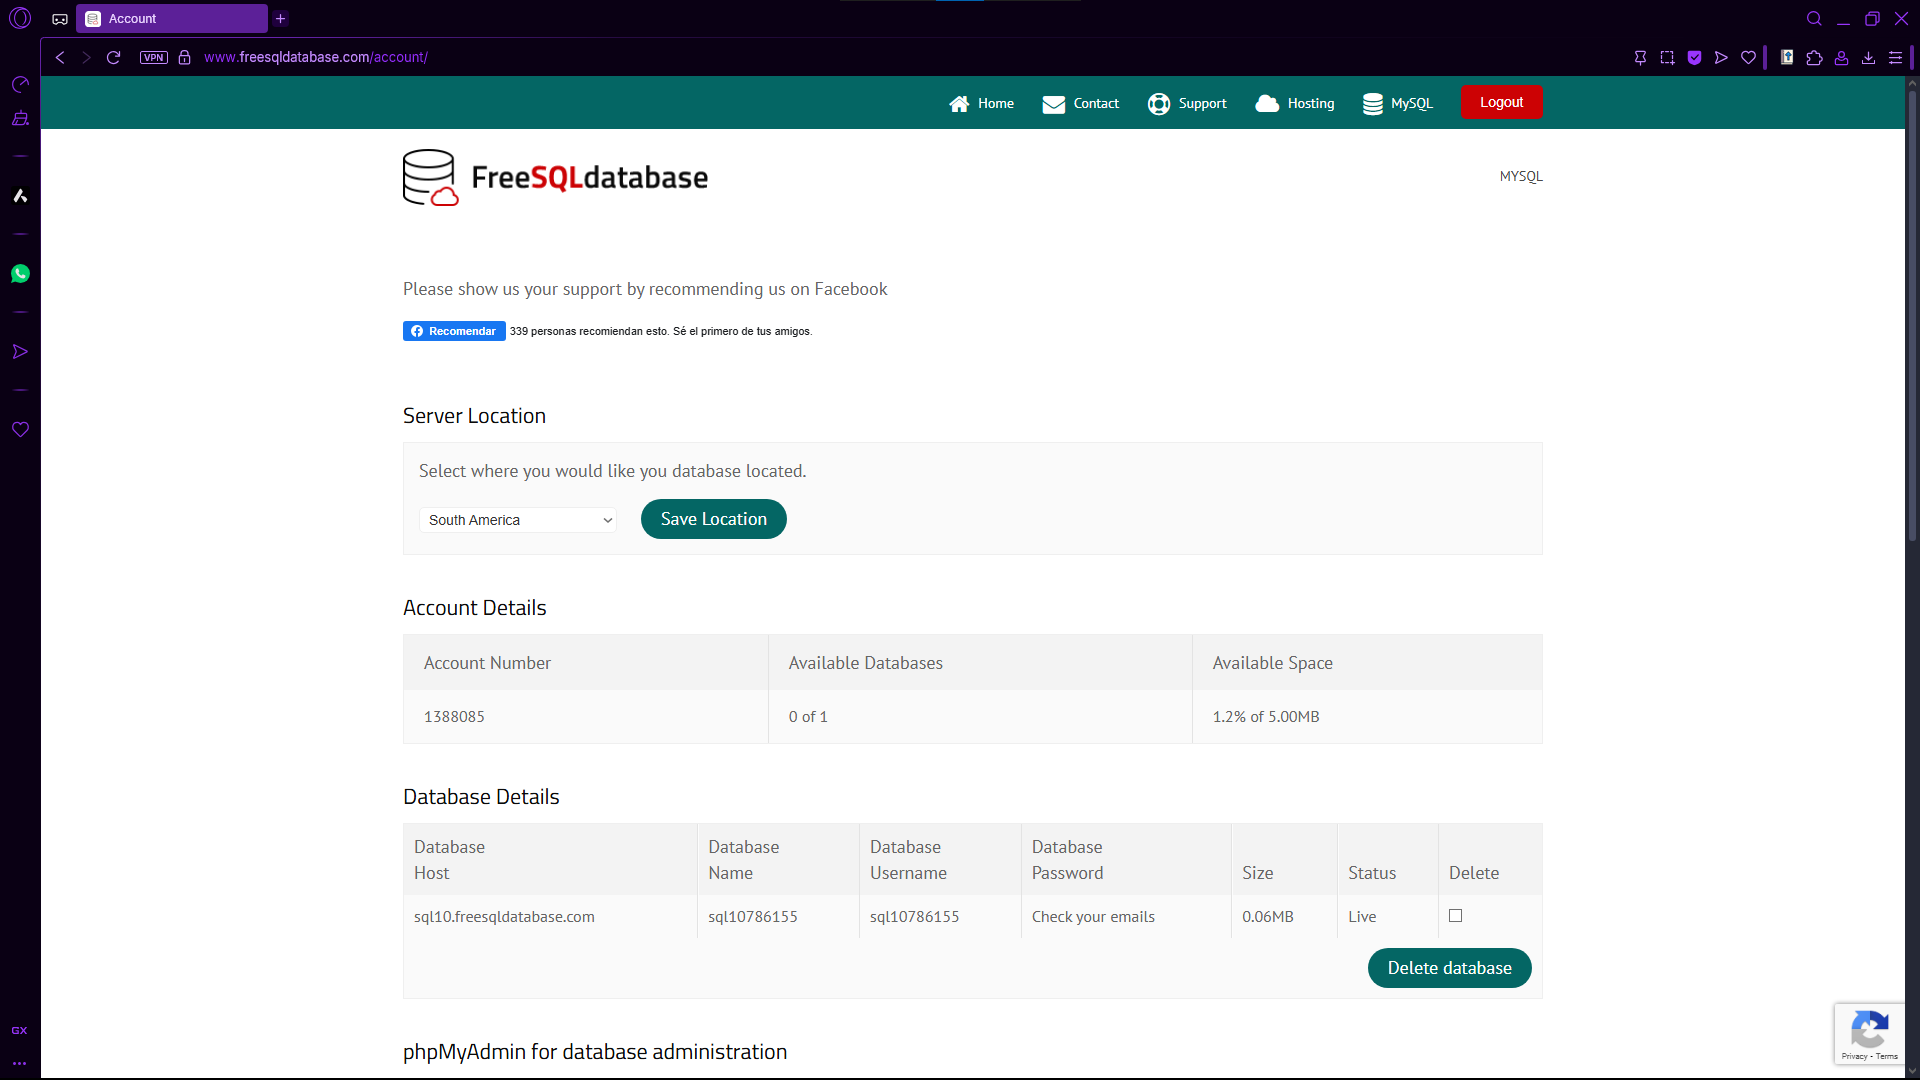 Account
VPN
www.freesqldatabase.com/account/
Home
Contact
Support
Hosting
MySQL
Logout
FreeSQLdatabase
MYSQL
Please show us your support by recommending us on Facebook
Recomendar
339 personas recomiendan esto. Sé el primero de tus amigos.
Server Location
Select where you would like you database located.
South America
Save Location
Account Details
Account Number
Available Databases
Available Space
1388085
0 of 1
1.2% of 5.00MB
Database Details
Database
Host
Database
Name
Database
Username
Database
Password
Size
Status
Delete
sql10.freesqldatabase.com
sql10786155
sql10786155
Check your emails
0.06MB
Live
Delete database
GX
Privacy - Terms
phpMyAdmin for database administration